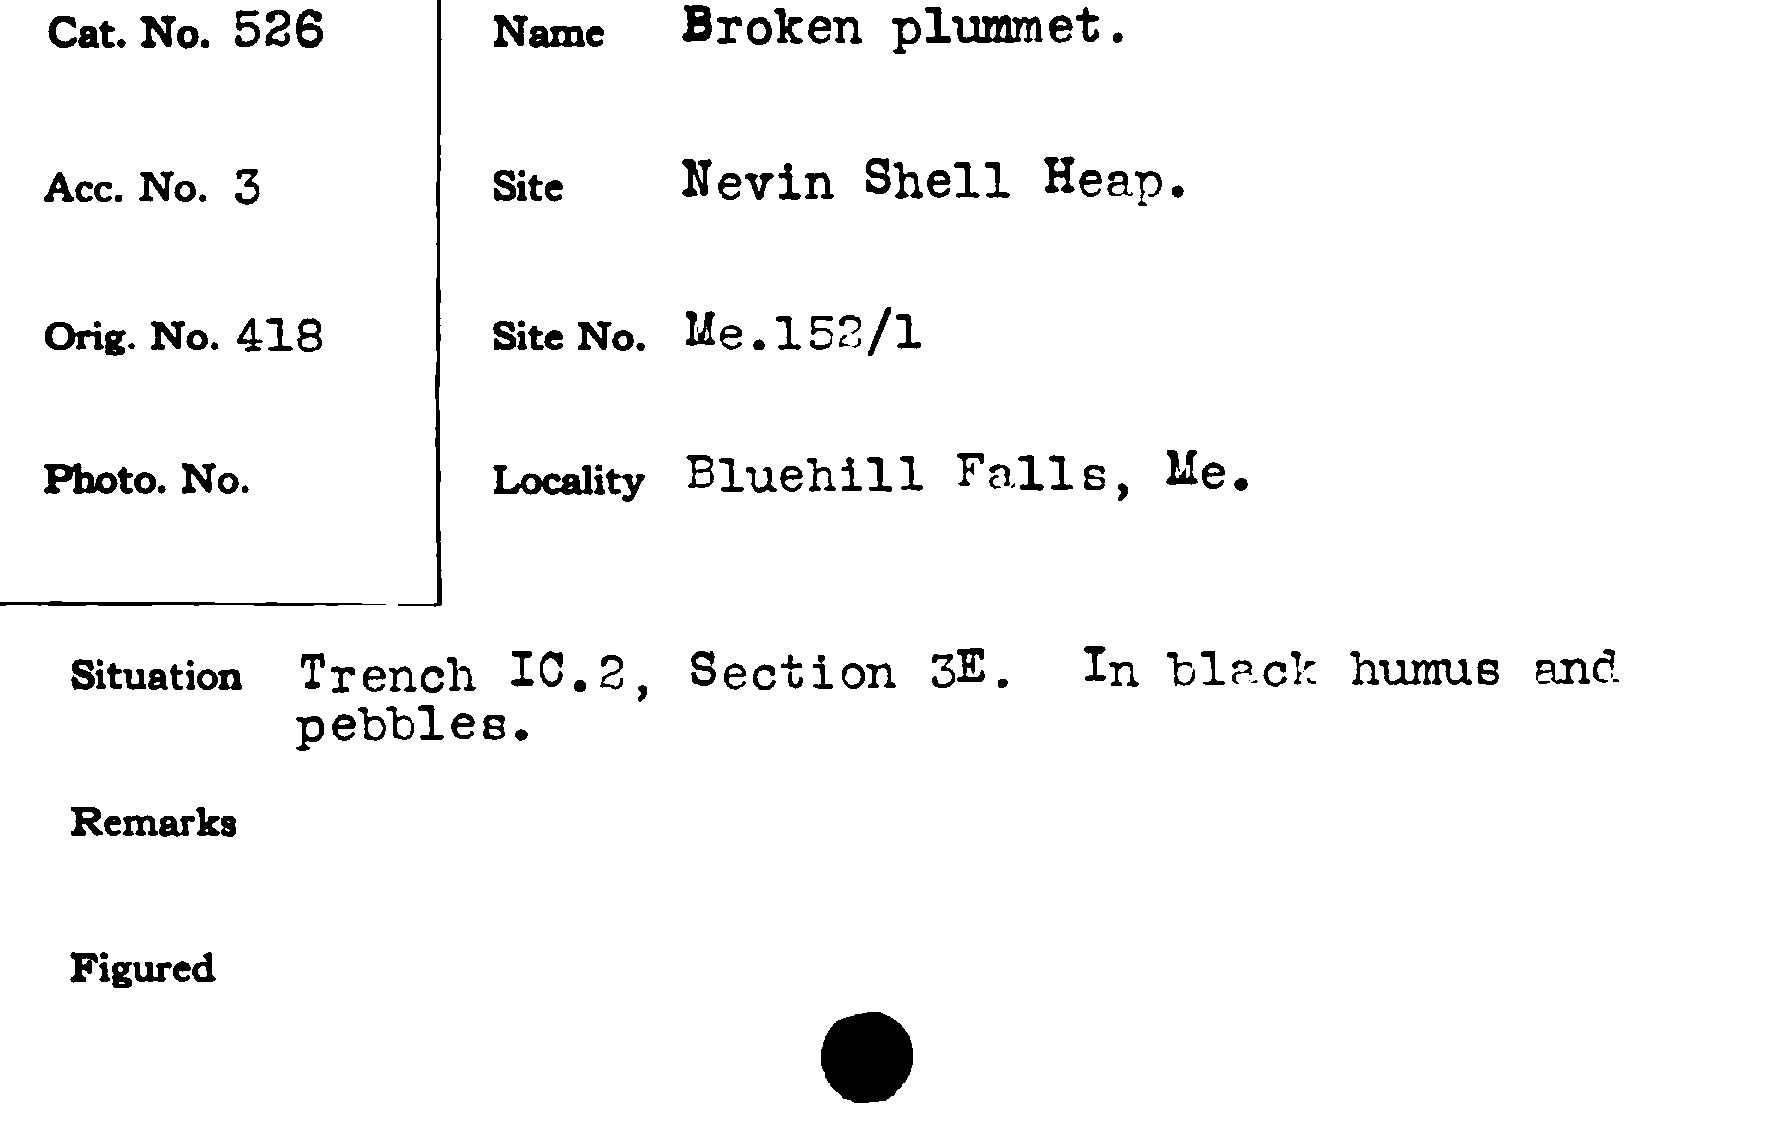 Cat. No. 526
Name Broken plummet.
Acc. No. 3
Site Nevin Shell Heap.
Orig. No. 418
Site No. Me.152/1
Photo. No.
Locality Bluehill Falls, Me.
Situation Trench IC.2, Section 3E. In black humus and
pebbles.
Remarks
Figured